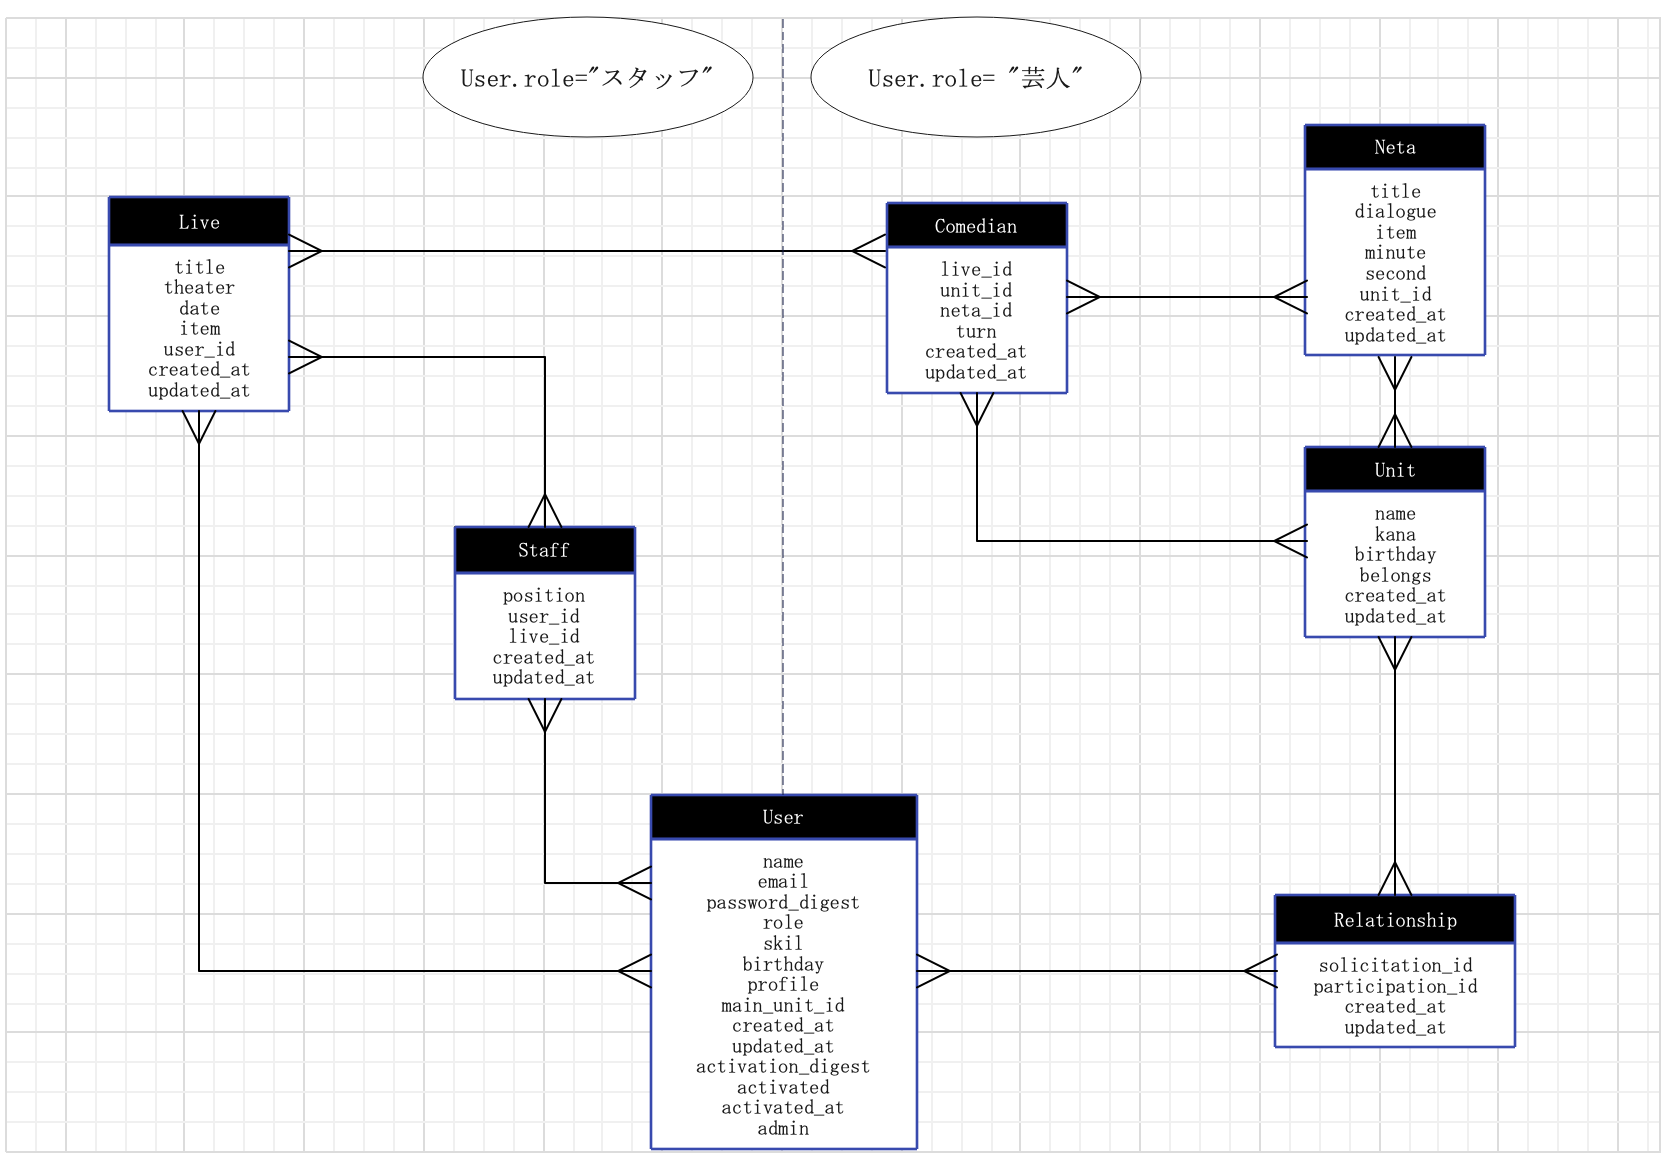 User.role="スタッフ"
User.role= "芸人"
Live
title
theater
date
item
user_id
created_at
updated_at
Staff
position
user_id
live_id
created_at
updated_at
Comedian
live_id
unit_id
neta_id
turn
created_at
updated_at
Neta
title
dialogue
item
minute
second
unit_id
created_at
updated_at
Unit
name
kana
birthday
belongs
created_at
updated_at
User
name
email
password_digest
role
skil
birthday
profile
main_unit_id
created_at
updated_at
activation_digest
activated
activated_at
admin
Relationship
solicitation_id
participation_id
created_at
updated_at